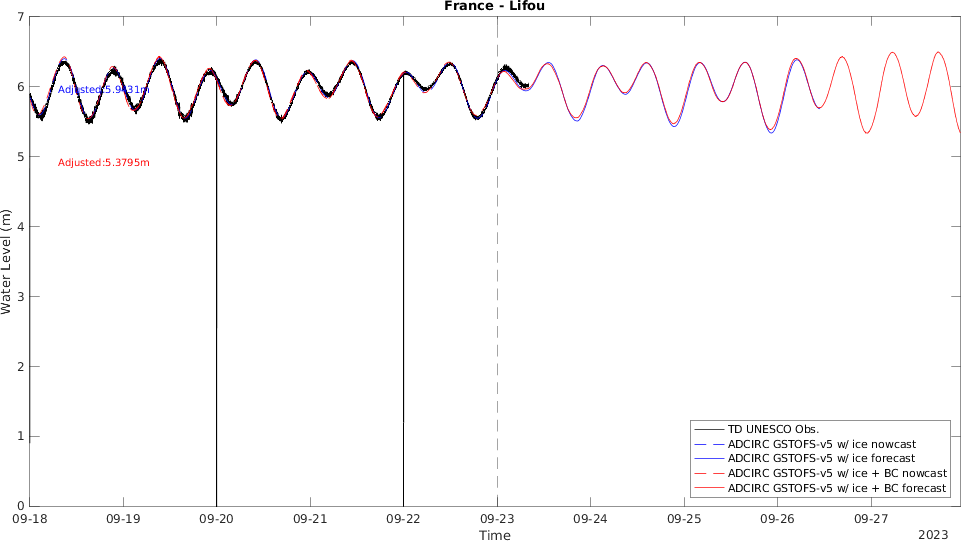 France - Lifou
7
6
5
4
3
2
1
0
Water Level (m)
Adjusted:5.9431m
Adjusted:5.3795m
TD UNESCO Obs.
ADCIRC GSTOFS-v5 w/ ice nowcast
ADCIRC GSTOFS-v5 w/ ice forecast
ADCIRC GSTOFS-v5 w/ ice + BC nowcast
ADCIRC GSTOFS-v5 w/ ice + BC forecast
09-18 09-19 09-20 09-21 09-22 09-23 09-24 09-25 09-26 09-27
Time
2023